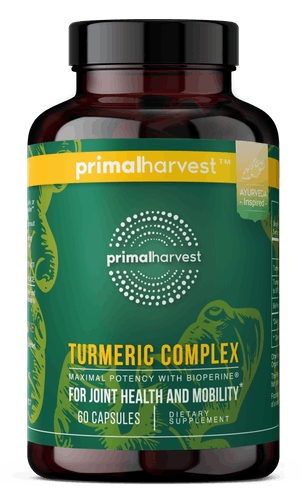 primalharvest™
AYURVEDA
Inspired
primalharvest
TURMERIC COMPLEX
MAXIMAL POTENCY WITH BIOPERINE®
FOR JOINT HEALTH AND MOBILITY*
60 CAPSULES
DIETARY
SUPPLEMENT